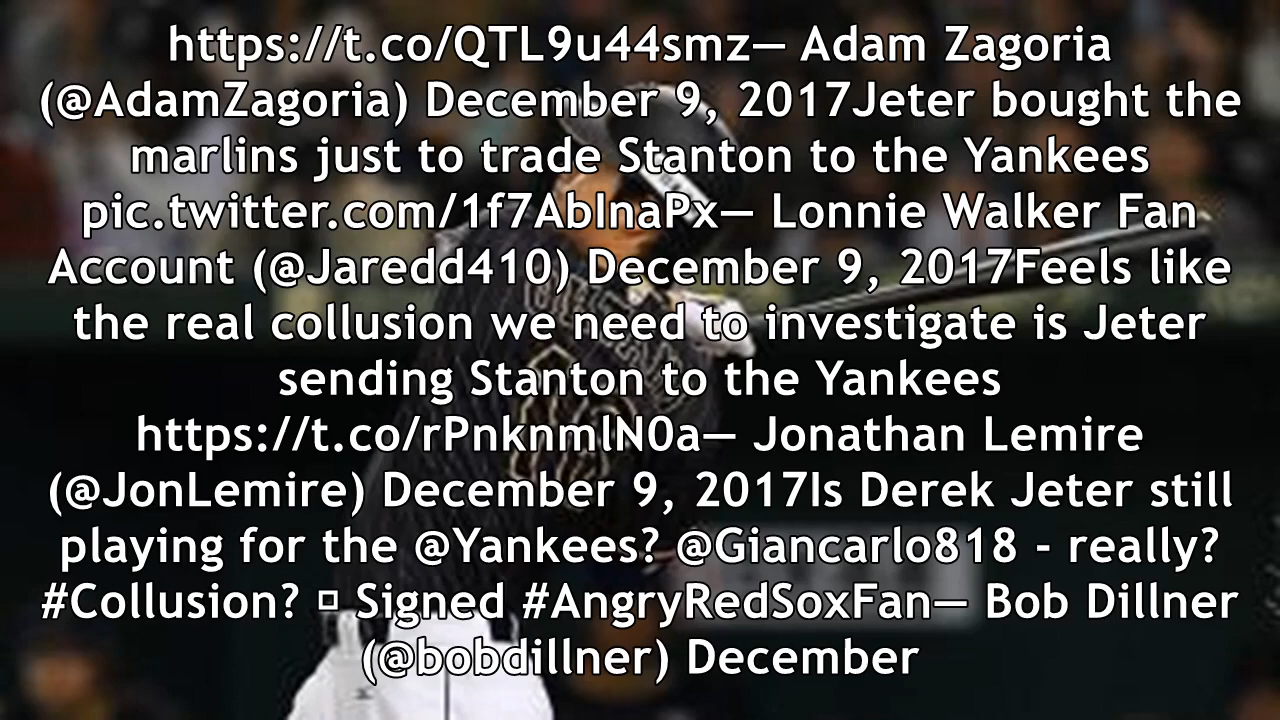 https://t.co/QTL9u44smz— Adam Zagoria
(@AdamZagoria) December 9, 2017Jeter bought the
marlins just to trade Stanton to the Yankees
pic.twitter.com/1f7AbInaPx— Lonnie Walker Fan
Account (@Jaredd410) December 9, 2017Feels like
the real collusion we need to investigate is Jeter
sending Stanton to the Yankees
https://t.co/rPnknmlN0a— Jonathan Lemire
(@JonLemire) December 9, 2017Is Derek Jeter still
playing for the @Yankees? @Giancarlo818 - really?
#Collusion? Signed #AngryRedSoxFan— Bob Dillner
(@bobdillner) December